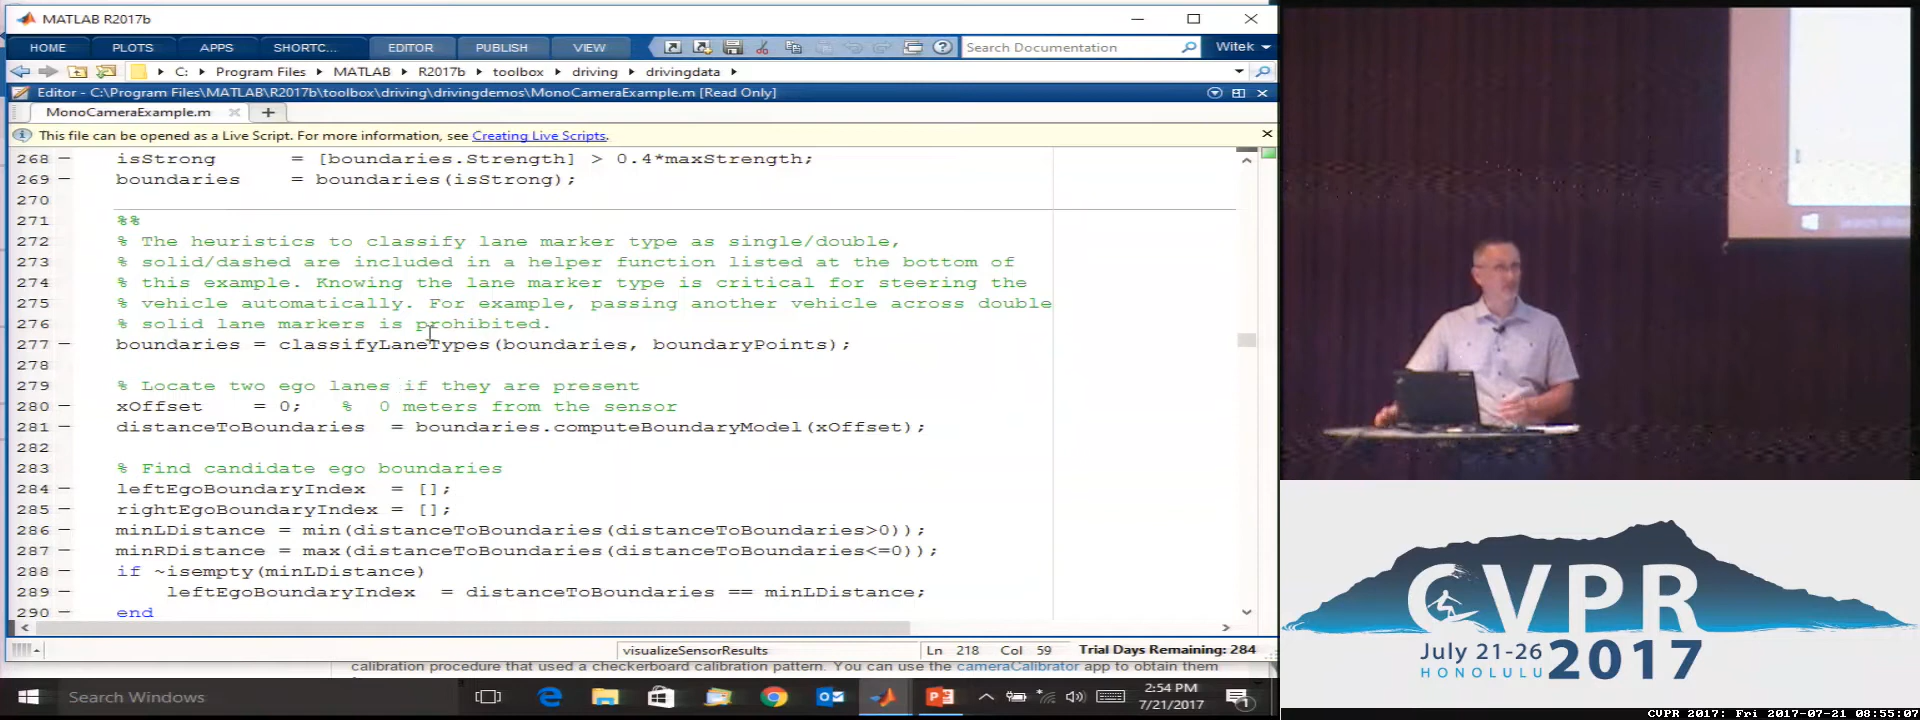 MATLAB R2017b
HOME PLOTS APPS SHORTC... EDITOR PUBLISH VIEW Search Documentation Witek
C: Program Files MATLAB R2017b toolbox driving drivingdata
Editor - C:\Program Files\MATLAB\R2017b\toolbox\driving\drivingdemos\MonoCameraExample.m [Read Only]
MonoCameraExample.m
This file can be opened as a Live Script. For more information, see Creating Live Scripts.
268 isStrong = [boundaries.Strength] > 0.4*maxStrength;
269 boundaries = boundaries(isStrong);
270
271 %%
272 % The heuristics to classify lane marker type as single/double,
273 % solid/dashed are included in a helper function listed at the bottom of
274 % this example. Knowing the lane marker type is critical for steering the
275 % vehicle automatically. For example, passing another vehicle across double
276 % solid lane markers is prohibited.
277 boundaries = classifyLaneTypes(boundaries, boundaryPoints);
278
279 % Locate two ego lanes if they are present
280 xOffset = 0; % 0 meters from the sensor
281 distanceToBoundaries = boundaries.computeBoundaryModel(xOffset);
282
283 % Find candidate ego boundaries
284 leftEgoBoundaryIndex = [];
285 rightEgoBoundaryIndex = [];
286 minLDistance = min(distanceToBoundaries(distanceToBoundaries>0));
287 minRDistance = max(distanceToBoundaries(distanceToBoundaries<=0));
288 if ~isempty(minLDistance)
289 leftEgoBoundaryIndex = distanceToBoundaries == minLDistance;
290 end
visualizeSensorResults Ln 218 Col 59 Trial Days Remaining: 284
calibration procedure that used a checkerboard calibration pattern. You can use the cameraCalibrator app to obtain them
Search Windows
2:54 PM
7/21/2017
1
CVPR
July 21-26
HONOLULU
2017
CVPR 2017: Fri 2017-07-21 08:55:07